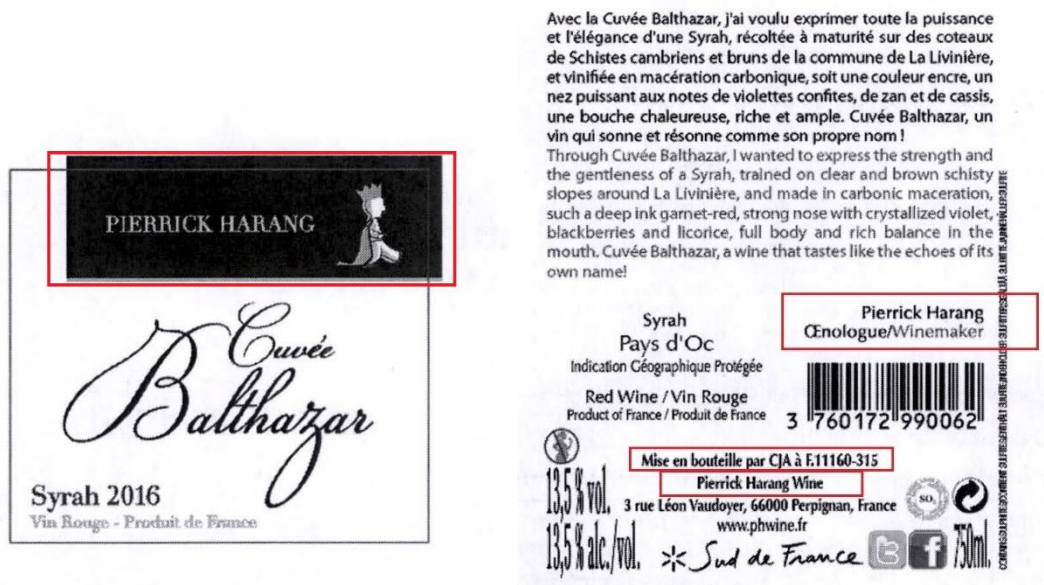 PIERRICK HARANG
Cuvée
Balthazar
Syrah 2016
Vin Rouge - Produit de France
Avec la Cuvée Balthazar, j'ai voulu exprimer toute la puissance
et l'élégance d'une Syrah, récoltée à maturité sur des coteaux
de Schistes cambriens et bruns de la commune de La Livinière,
et vinifiée en macération carbonique, soit une couleur encre, un
nez puissant aux notes de violettes confites, de zan et de cassis,
une bouche chaleureuse, riche et ample. Cuvée Balthazar, un
vin qui sonne et résonne comme son propre nom !
Through Cuvée Balthazar, I wanted to express the strength and
the gentleness of a Syrah, trained on clear and brown schisty
slopes around La Livinière, and made in carbonic maceration,
such a deep ink garnet-red, strong nose with crystallized violet,
blackberries and licorice, full body and rich balance in the
mouth. Cuvée Balthazar, a wine that tastes like the echoes of its
own name!
Syrah
Pays d'Oc
Indication Géographique Protégée
Red Wine / Vin Rouge
Product of France / Produit de France
Pierrick Harang
Œnologue/Winemaker
3 760172 990062
Mise en bouteille par CJA à F.11160-315
Pierrick Harang Wine
3 rue Léon Vaudoyer, 66000 Perpignan, France
www.phwine.fr
13,5 % vol.
13,5 % alc./vol.
Sud de France
SO₂
t
f
750ml.